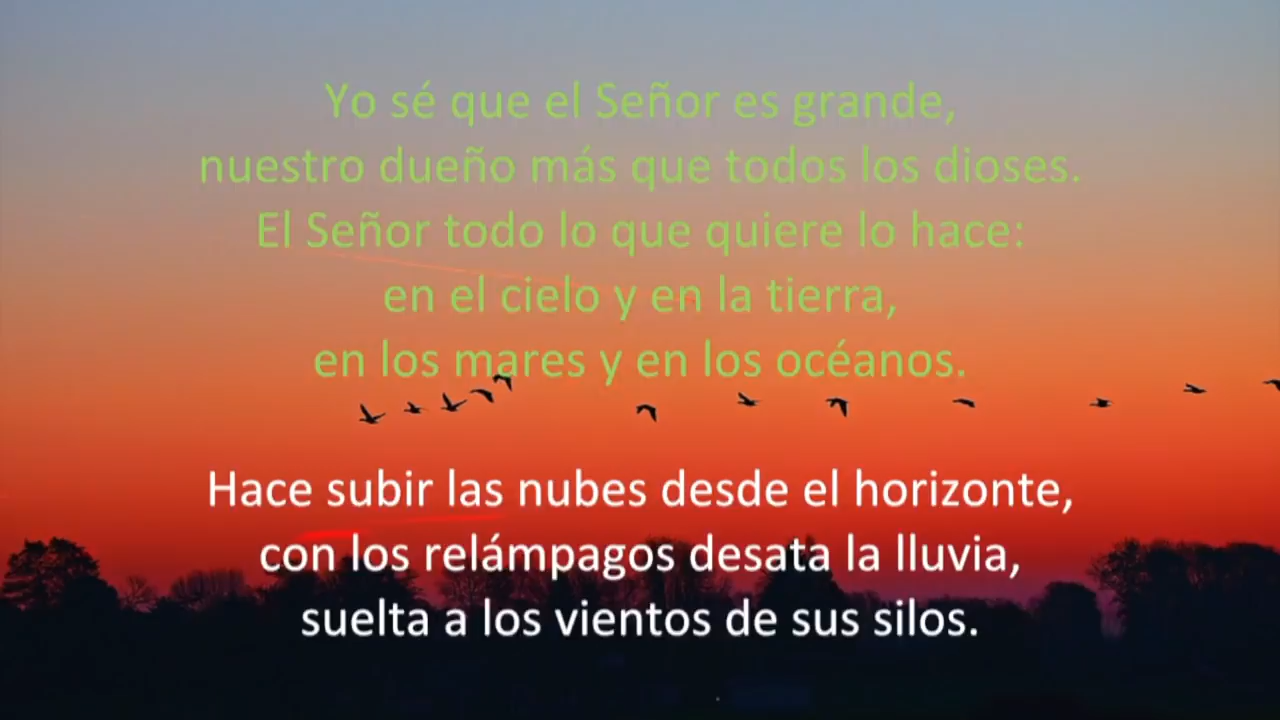 Yo sé que el Señor es grande,
nuestro dueño más que todos los dioses.
El Señor todo lo que quiere lo hace:
en el cielo y en la tierra,
en los mares y en los océanos.
Hace subir las nubes desde el horizonte,
con los relámpagos desata la lluvia,
suelta a los vientos de sus silos.